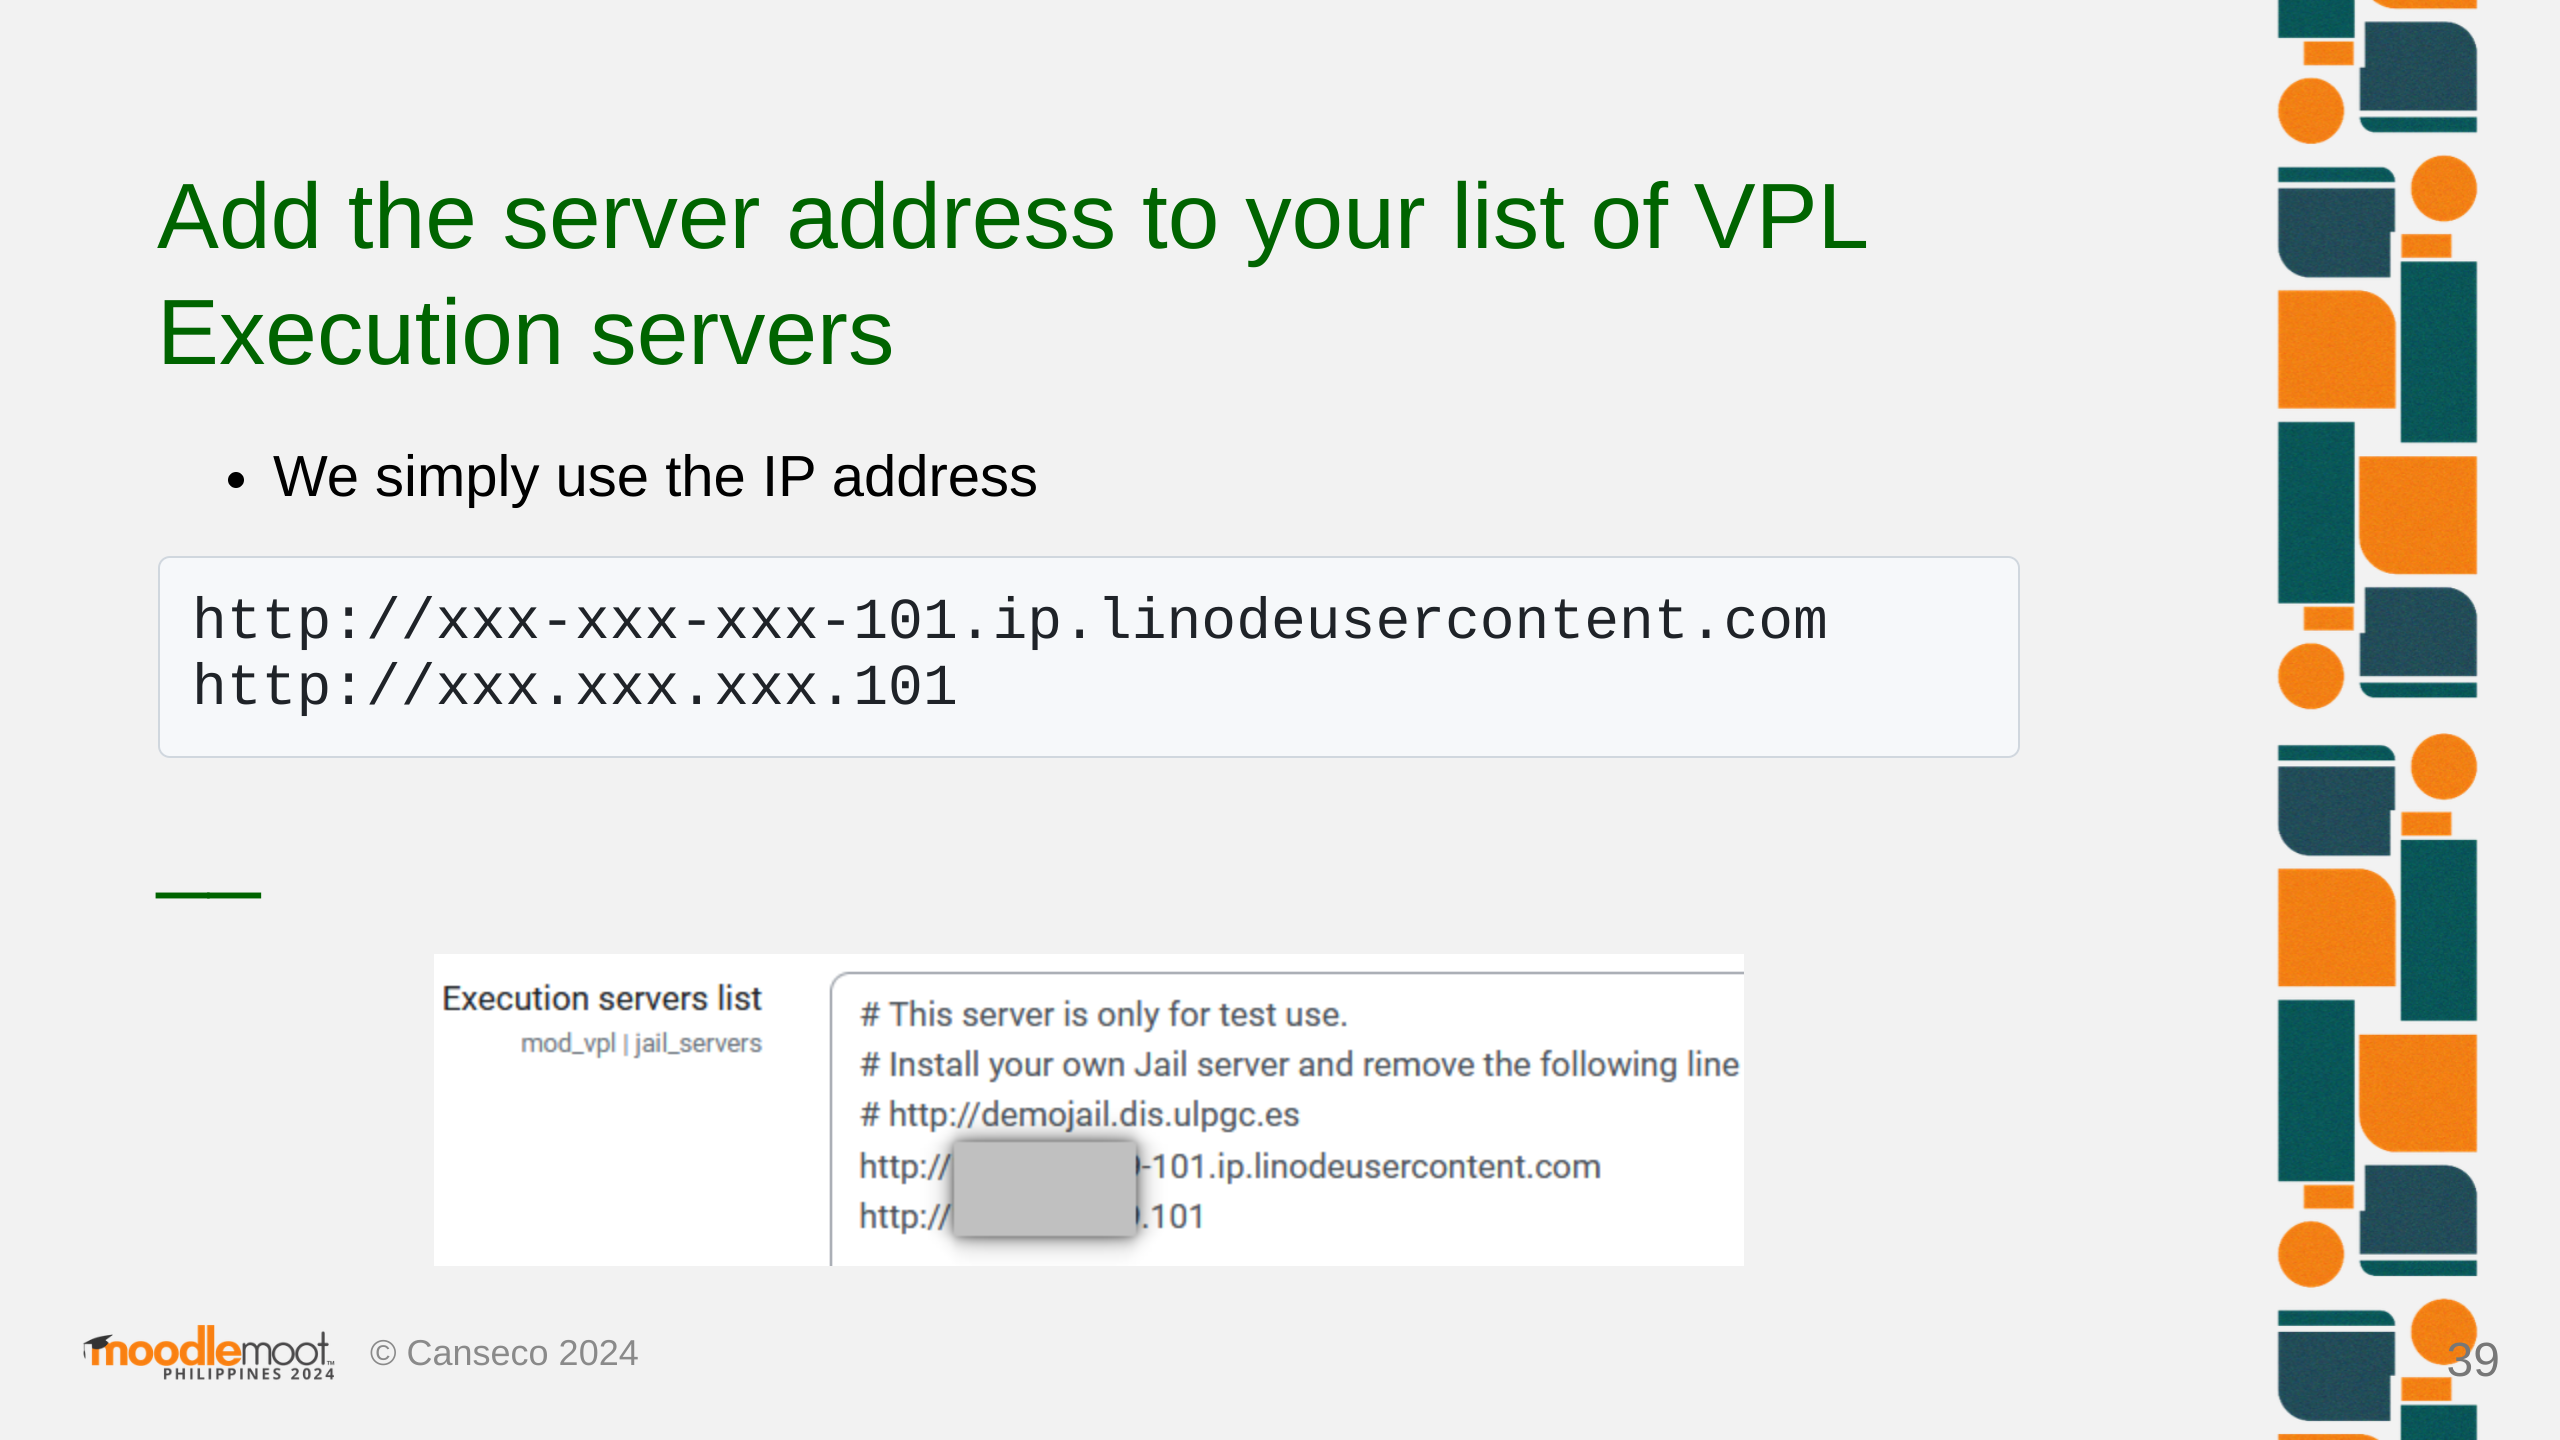 Add the server address to your list of VPL
Execution servers
• We simply use the IP address
http://xxx-xxx-xxx-101.ip.linodeusercontent.com
http://xxx.xxx.xxx.101
Execution servers list
mod_vpl | jail_servers
# This server is only for test use.
# Install your own Jail server and remove the following line
# http://demojail.dis.ulpgc.es
http:// -101.ip.linodeusercontent.com
http:// .101
moodlemoot™
PHILIPPINES 2024
© Canseco 2024
39